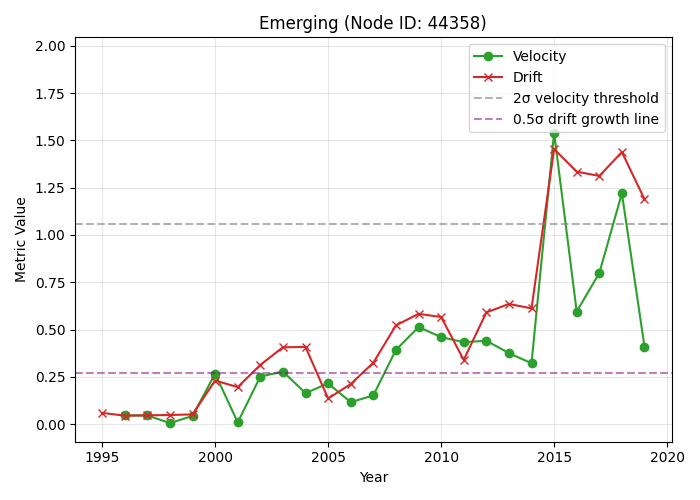 Emerging (Node ID: 44358)
Velocity
Drift
2σ velocity threshold
0.5σ drift growth line
Metric Value
2.00
1.75
1.50
1.25
1.00
0.75
0.50
0.25
0.00
1995
2000
2005
2010
2015
2020
Year